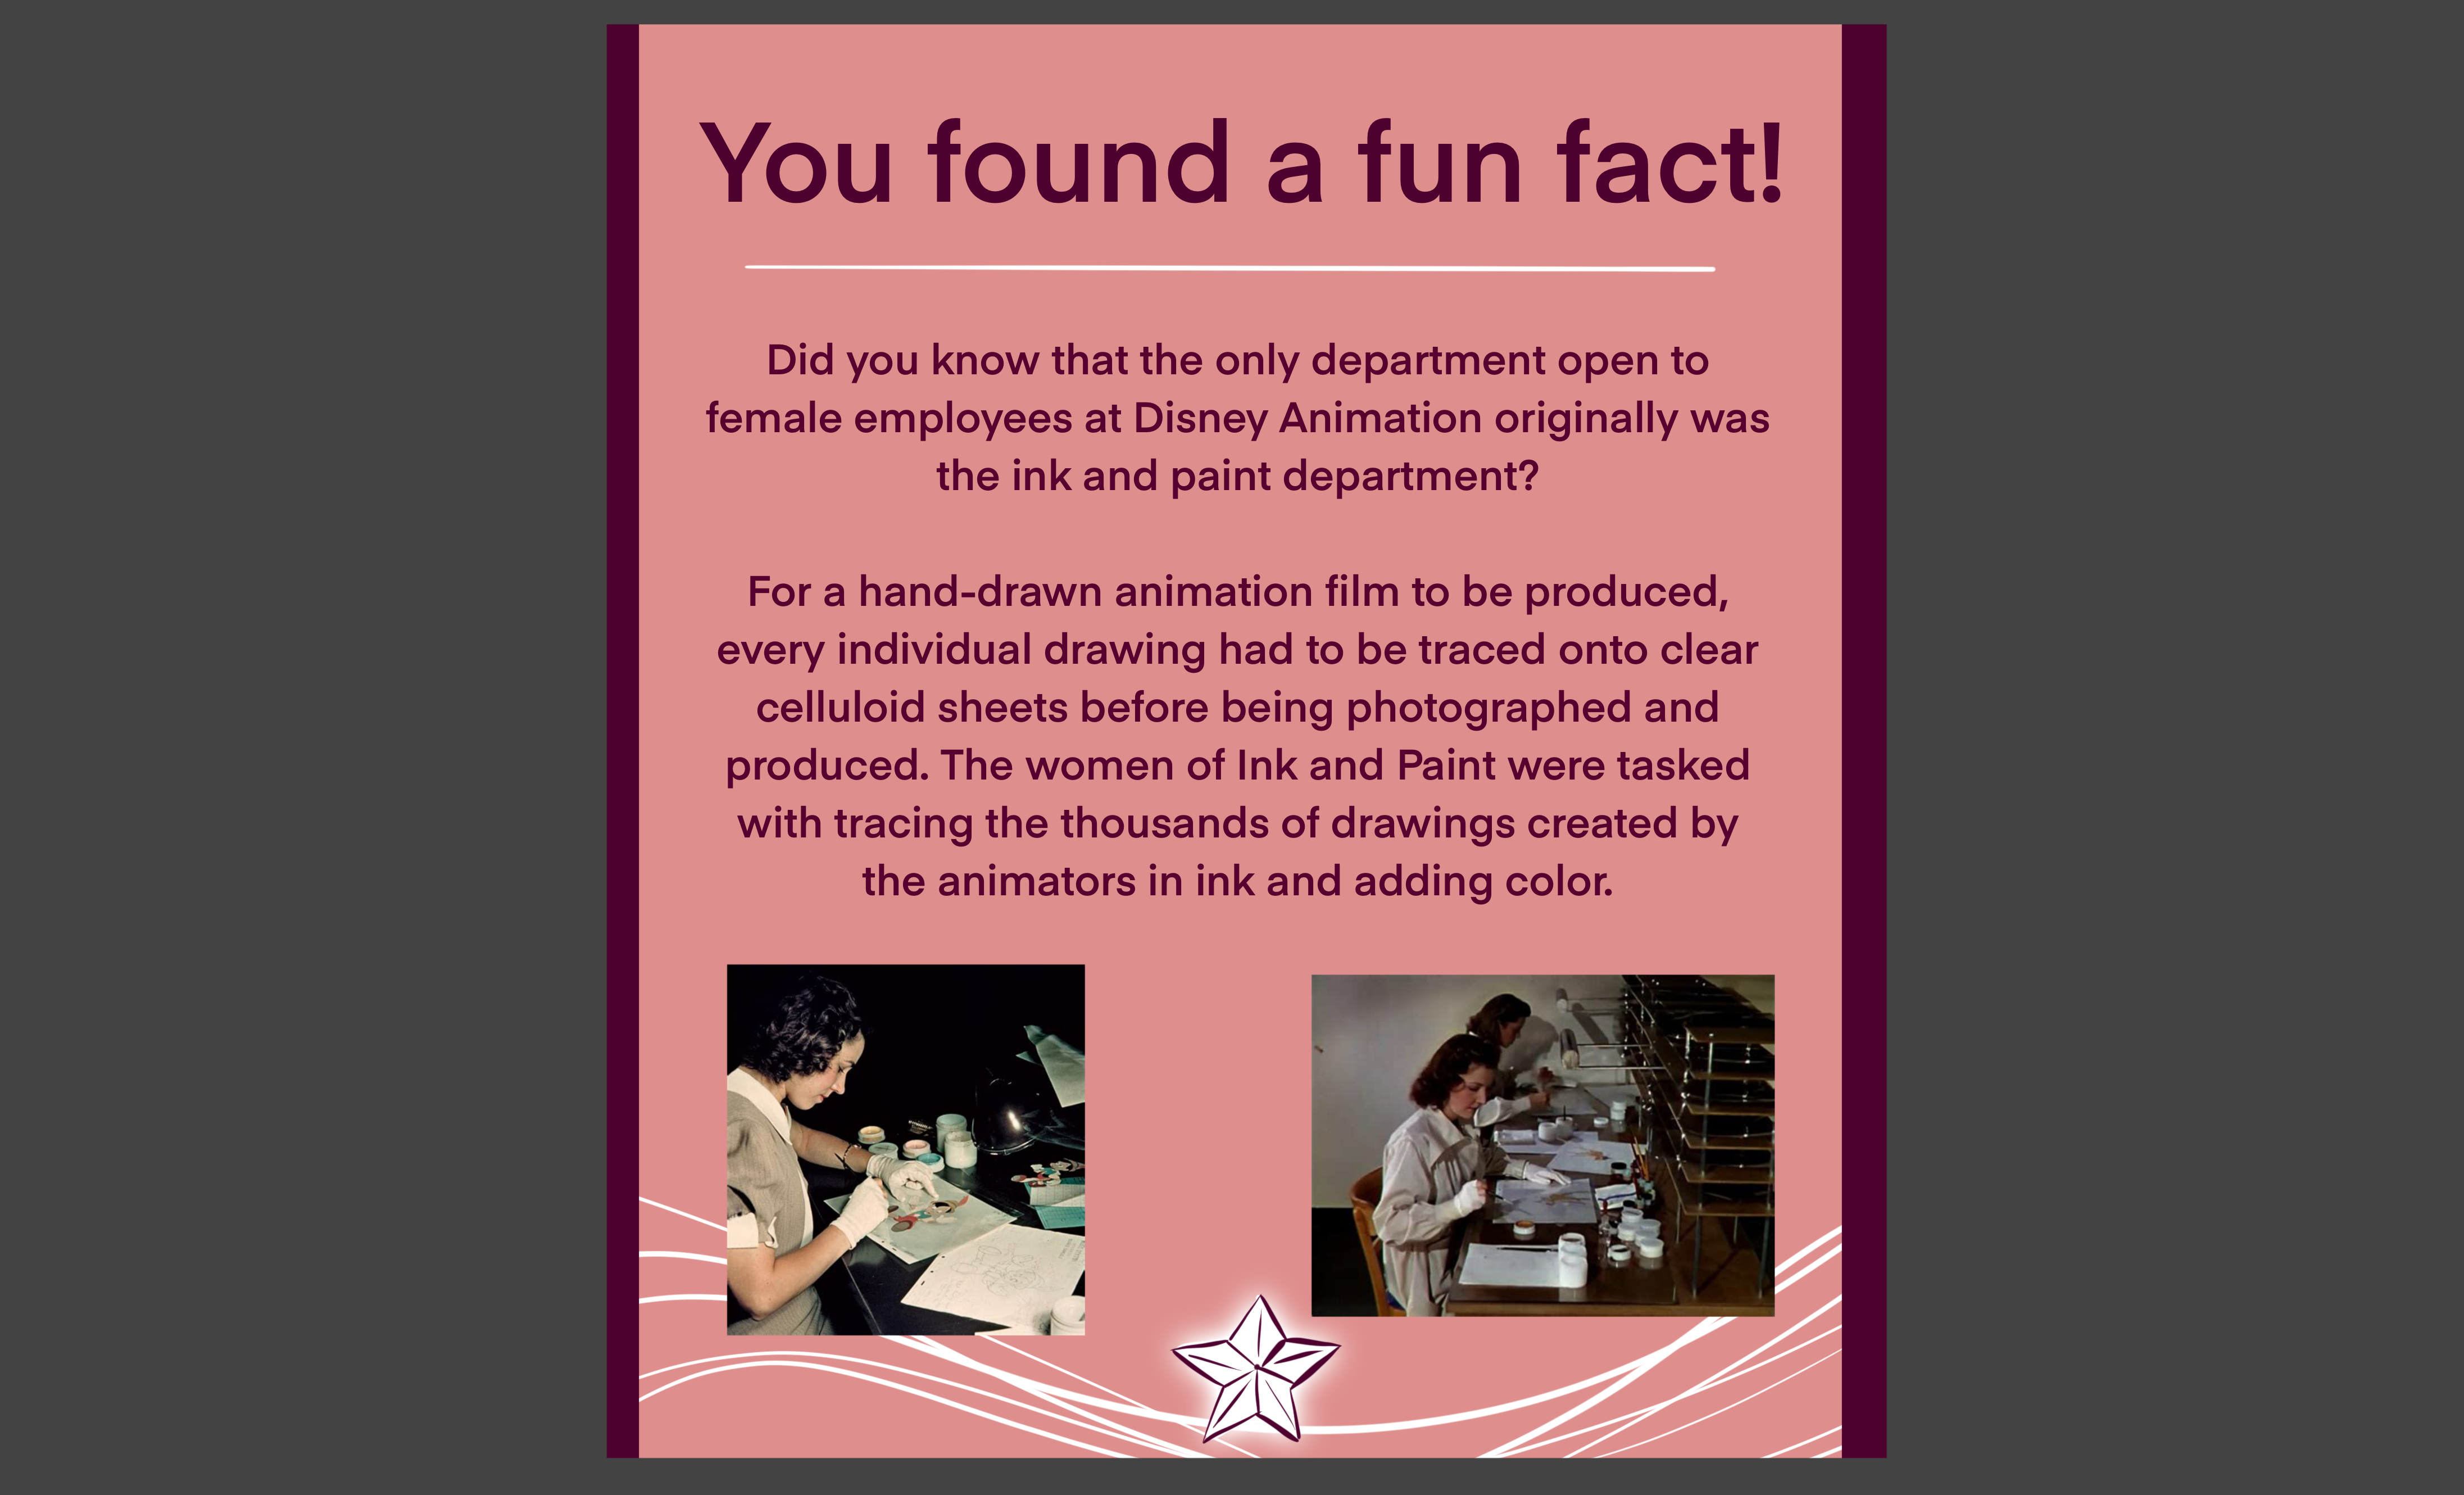 You found a fun fact!
Did you know that the only department open to
female employees at Disney Animation originally was
the ink and paint department?
For a hand-drawn animation film to be produced,
every individual drawing had to be traced onto clear
celluloid sheets before being photographed and
produced. The women of Ink and Paint were tasked
with tracing the thousands of drawings created by
the animators in ink and adding color.